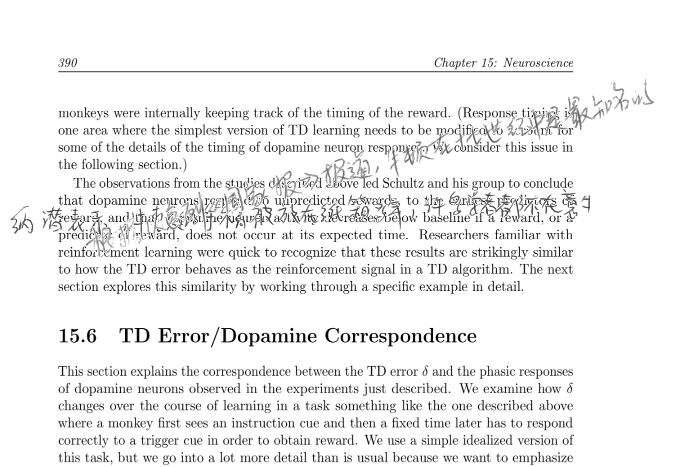 390
Chapter 15: Neuroscience
monkeys were internally keeping track of the timing of the reward. (Response timing is
one area where the simplest version of TD learning needs to be modified to account for
some of the details of the timing of dopamine neuron responses. We consider this issue in
the following section.)
The observations from the studies described above led Schultz and his group to conclude
that dopamine neurons respond to unpredicted rewards, to the earliest predictors of
reward, and that dopamine neuron activity decreases below baseline if a reward, or a
predictor of reward, does not occur at its expected time. Researchers familiar with
reinforcement learning were quick to recognize that these results are strikingly similar
to how the TD error behaves as the reinforcement signal in a TD algorithm. The next
section explores this similarity by working through a specific example in detail.
15.6 TD Error/Dopamine Correspondence
This section explains the correspondence between the TD error δ and the phasic responses
of dopamine neurons observed in the experiments just described. We examine how δ
changes over the course of learning in a task something like the one described above
where a monkey first sees an instruction cue and then a fixed time later has to respond
correctly to a trigger cue in order to obtain reward. We use a simple idealized version of
this task, but we go into a lot more detail than is usual because we want to emphasize